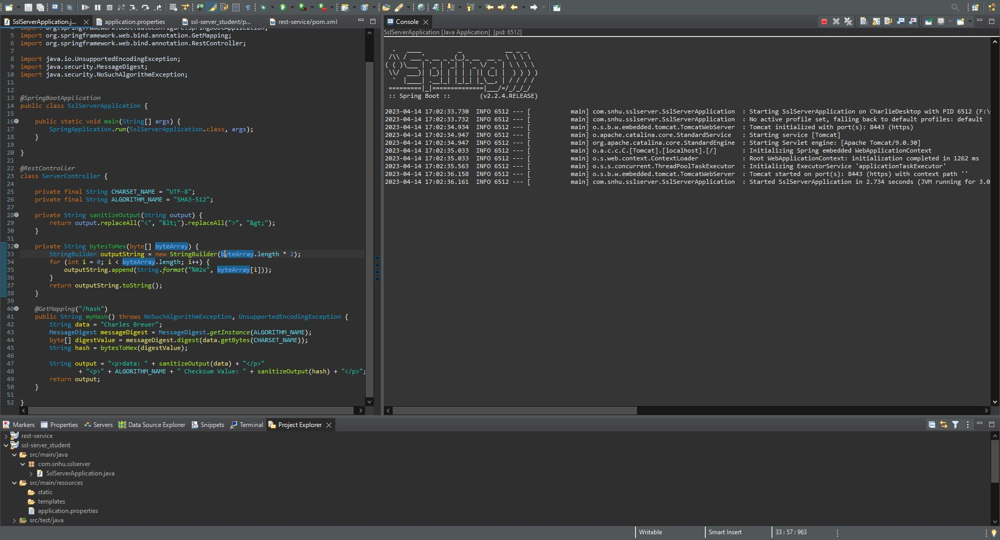 SslServerApplication.j...
application.properties
ssl-server_student/p...
rest-service/pom.xml
5 import org.springframework.web.bind.annotation.GetMapping;
6 import org.springframework.web.bind.annotation.RestController;
7
8 import java.io.UnsupportedEncodingException;
9 import java.security.MessageDigest;
10 import java.security.NoSuchAlgorithmException;
11
12
13 @SpringBootApplication
14 public class SslServerApplication {
15
16 public static void main(String[] args) {
17 SpringApplication.run(SslServerApplication.class, args);
18 }
19
20 }
21
22 @RestController
23 class ServerController {
24
25 private final String CHARSET_NAME = "UTF-8";
26 private final String ALGORITHM_NAME = "SHA3-512";
27
28 private String sanitizeOutput(String output) {
29 return output.replaceAll("<", "&lt;").replaceAll(">", "&gt;");
30 }
31
32 private String bytesToHex(byte[] byteArray) {
33 StringBuilder outputString = new StringBuilder(byteArray.length * 2);
34 for (int i = 0; i < byteArray.length; i++) {
35 outputString.append(String.format("%02x", byteArray[i]));
36 }
37 return outputString.toString();
38 }
39
40 @GetMapping("/hash")
41 public String myHash() throws NoSuchAlgorithmException, UnsupportedEncodingException {
42 String data = "Charles Breuer";
43 MessageDigest messageDigest = MessageDigest.getInstance(ALGORITHM_NAME);
44 byte[] digestValue = messageDigest.digest(data.getBytes(CHARSET_NAME));
45 String hash = bytesToHex(digestValue);
46
47 String output = "<p>data: " + sanitizeOutput(data) + "</p>"
48 + "<p>" + ALGORITHM_NAME + " Checksum Value: " + sanitizeOutput(hash) + "</p>";
49 return output;
50 }
51
52 }
Console
SslServerApplication [Java Application] [pid: 6512]
:: Spring Boot :: (v2.2.4.RELEASE)
2023-04-14 17:02:33.730 INFO 6512 --- [ main] com.snhu.sslserver.SslServerApplication : Starting SslServerApplication on CharlieDesktop with PID 6512 (F:\
2023-04-14 17:02:33.732 INFO 6512 --- [ main] com.snhu.sslserver.SslServerApplication : No active profile set, falling back to default profiles: default
2023-04-14 17:02:34.934 INFO 6512 --- [ main] o.s.b.w.embedded.tomcat.TomcatWebServer : Tomcat initialized with port(s): 8443 (https)
2023-04-14 17:02:34.947 INFO 6512 --- [ main] o.apache.catalina.core.StandardService : Starting service [Tomcat]
2023-04-14 17:02:34.947 INFO 6512 --- [ main] org.apache.catalina.core.StandardEngine : Starting Servlet engine: [Apache Tomcat/9.0.30]
2023-04-14 17:02:35.033 INFO 6512 --- [ main] o.a.c.c.C.[Tomcat].[localhost].[/] : Initializing Spring embedded WebApplicationContext
2023-04-14 17:02:35.033 INFO 6512 --- [ main] o.s.web.context.ContextLoader : Root WebApplicationContext: initialization completed in 1262 ms
2023-04-14 17:02:35.563 INFO 6512 --- [ main] o.s.s.concurrent.ThreadPoolTaskExecutor : Initializing ExecutorService 'applicationTaskExecutor'
2023-04-14 17:02:36.158 INFO 6512 --- [ main] o.s.b.w.embedded.tomcat.TomcatWebServer : Tomcat started on port(s): 8443 (https) with context path ''
2023-04-14 17:02:36.161 INFO 6512 --- [ main] com.snhu.sslserver.SslServerApplication : Started SslServerApplication in 2.734 seconds (JVM running for 3.0
Markers
Properties
Servers
Data Source Explorer
Snippets
Terminal
Project Explorer
rest-service
ssl-server_student
src/main/java
com.snhu.sslserver
SslServerApplication.java
src/main/resources
static
templates
application.properties
src/test/java
Writable
Smart Insert
33 : 57 : 963